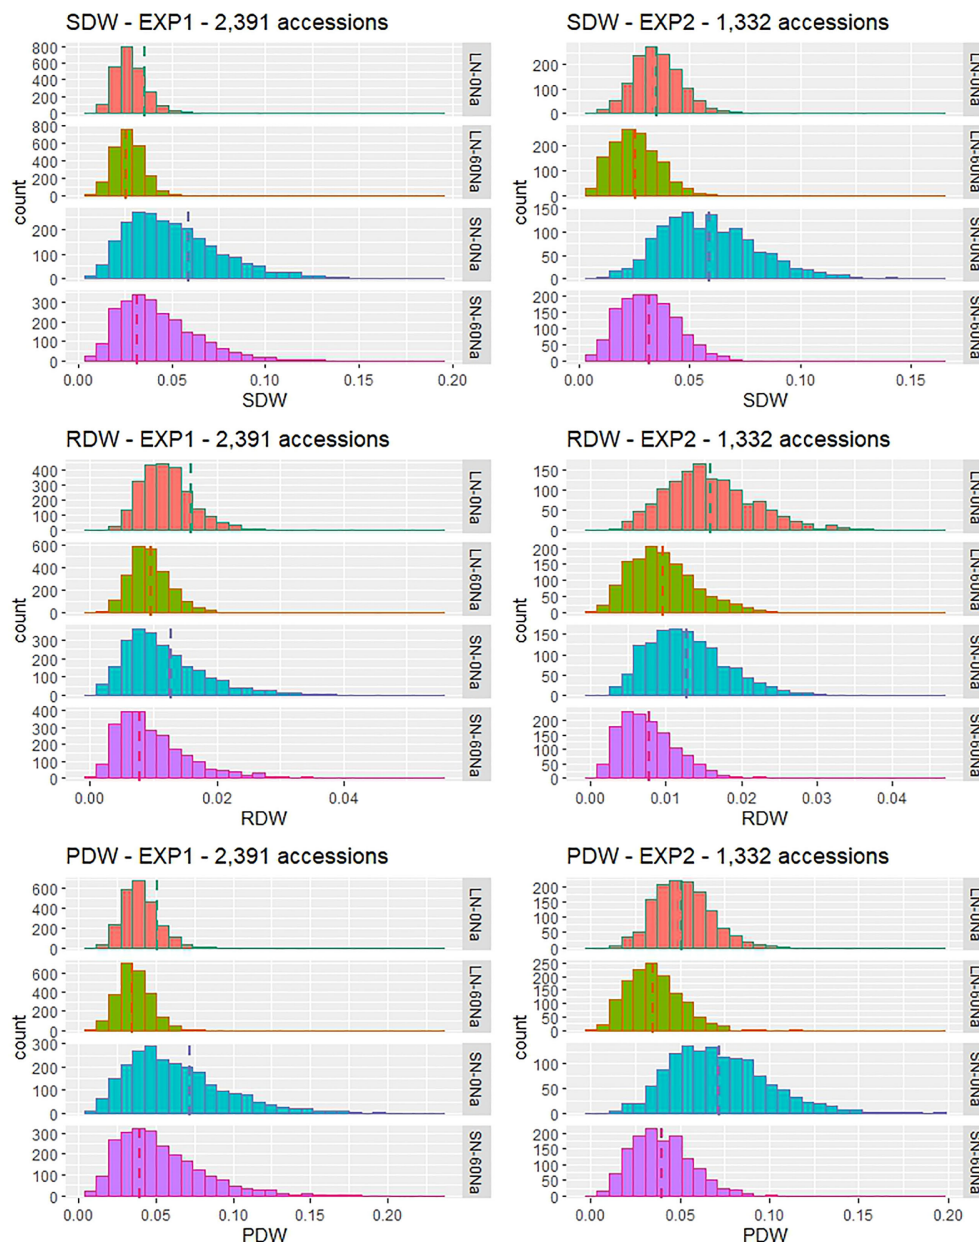 SDW - EXP1 - 2,391 accessions
count
800
600
400
200
0
LN-0Na
800
600
400
200
0
LN-60Na
200
100
0
SN-0Na
300
200
100
0
SN-60Na
0.00 0.05 0.10 0.15 0.20
SDW
SDW - EXP2 - 1,332 accessions
count
200
100
0
LN-0Na
200
100
0
LN-60Na
150
100
50
0
SN-0Na
200
150
100
50
0
SN-60Na
0.00 0.05 0.10 0.15
SDW
RDW - EXP1 - 2,391 accessions
count
400
300
200
100
0
LN-0Na
600
400
200
0
LN-60Na
300
200
100
0
SN-0Na
400
300
200
100
0
SN-60Na
0.00 0.02 0.04
RDW
RDW - EXP2 - 1,332 accessions
count
150
100
50
0
LN-0Na
200
150
100
50
0
LN-60Na
150
100
50
0
SN-0Na
200
150
100
50
0
SN-60Na
0.00 0.01 0.02 0.03 0.04
RDW
PDW - EXP1 - 2,391 accessions
count
600
400
200
0
LN-0Na
600
400
200
0
LN-60Na
300
200
100
0
SN-0Na
300
200
100
0
SN-60Na
0.00 0.05 0.10 0.15 0.20
PDW
PDW - EXP2 - 1,332 accessions
count
200
150
100
50
0
LN-0Na
250
200
150
100
50
0
LN-60Na
100
50
0
SN-0Na
200
150
100
50
0
SN-60Na
0.00 0.05 0.10 0.15 0.20
PDW